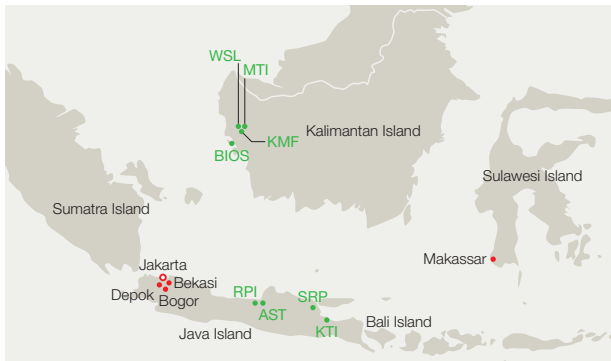 WSL
MTI
Kalimantan Island
KMF
BIOS
Sulawesi Island
Sumatra Island
Makassar
Jakarta
Bekasi
Depok
Bogor
RPI
SRP
AST
Bali Island
KTI
Java Island